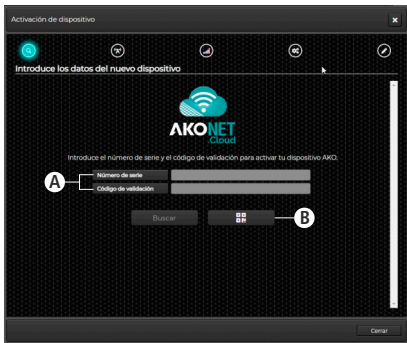 Activación de dispositivo
x
Introduce los datos del nuevo dispositivo
AKONET
.Cloud
Introduce el número de serie y el código de validación para activar tu dispositivo AKO.
Número de serie
A
Código de validación
Buscar
B
Cerrar